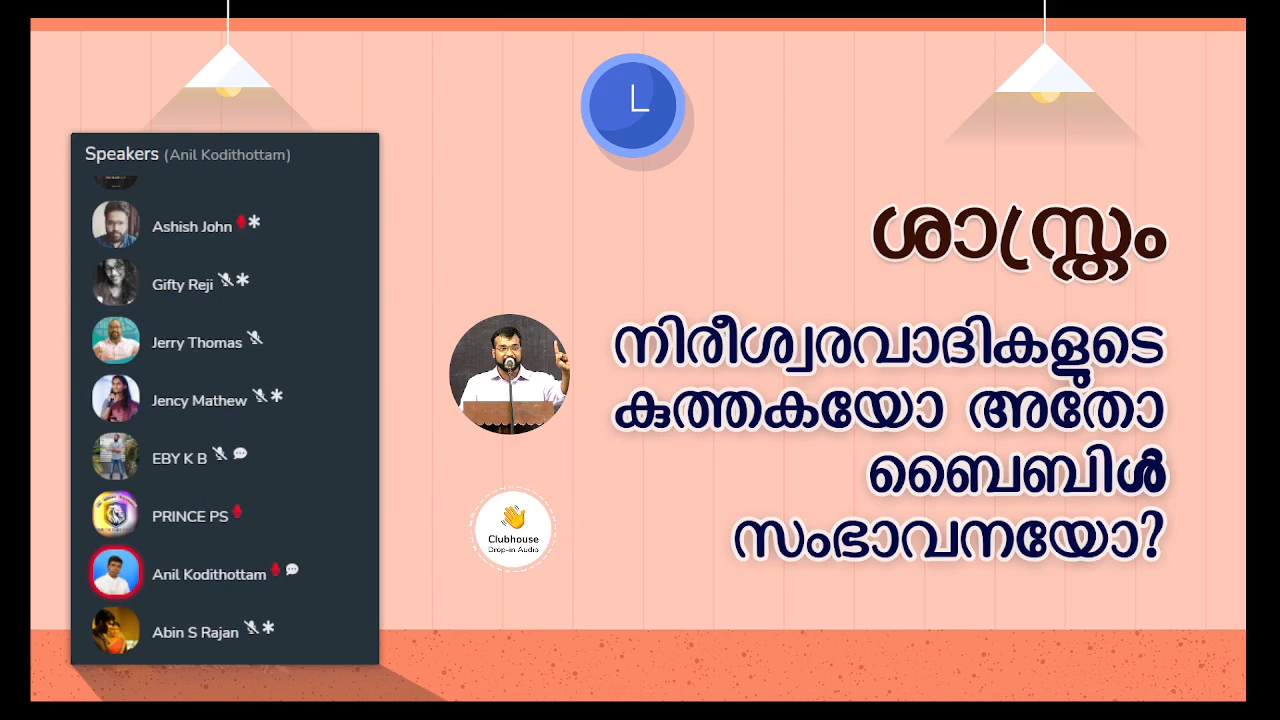 Speakers (Anil Kodithottam)
Ashish John
Gifty Reji
Jerry Thomas
Jency Mathew
EBY K B
PRINCE PS
Anil Kodithottam
Abin S Rajan
ശാസ്ത്രം
നിരീശ്വരവാദികളുടെ
കുത്തകയോ അതോ
ബൈബിൾ
സംഭാവനയോ?
Clubhouse
Drop-in Audio